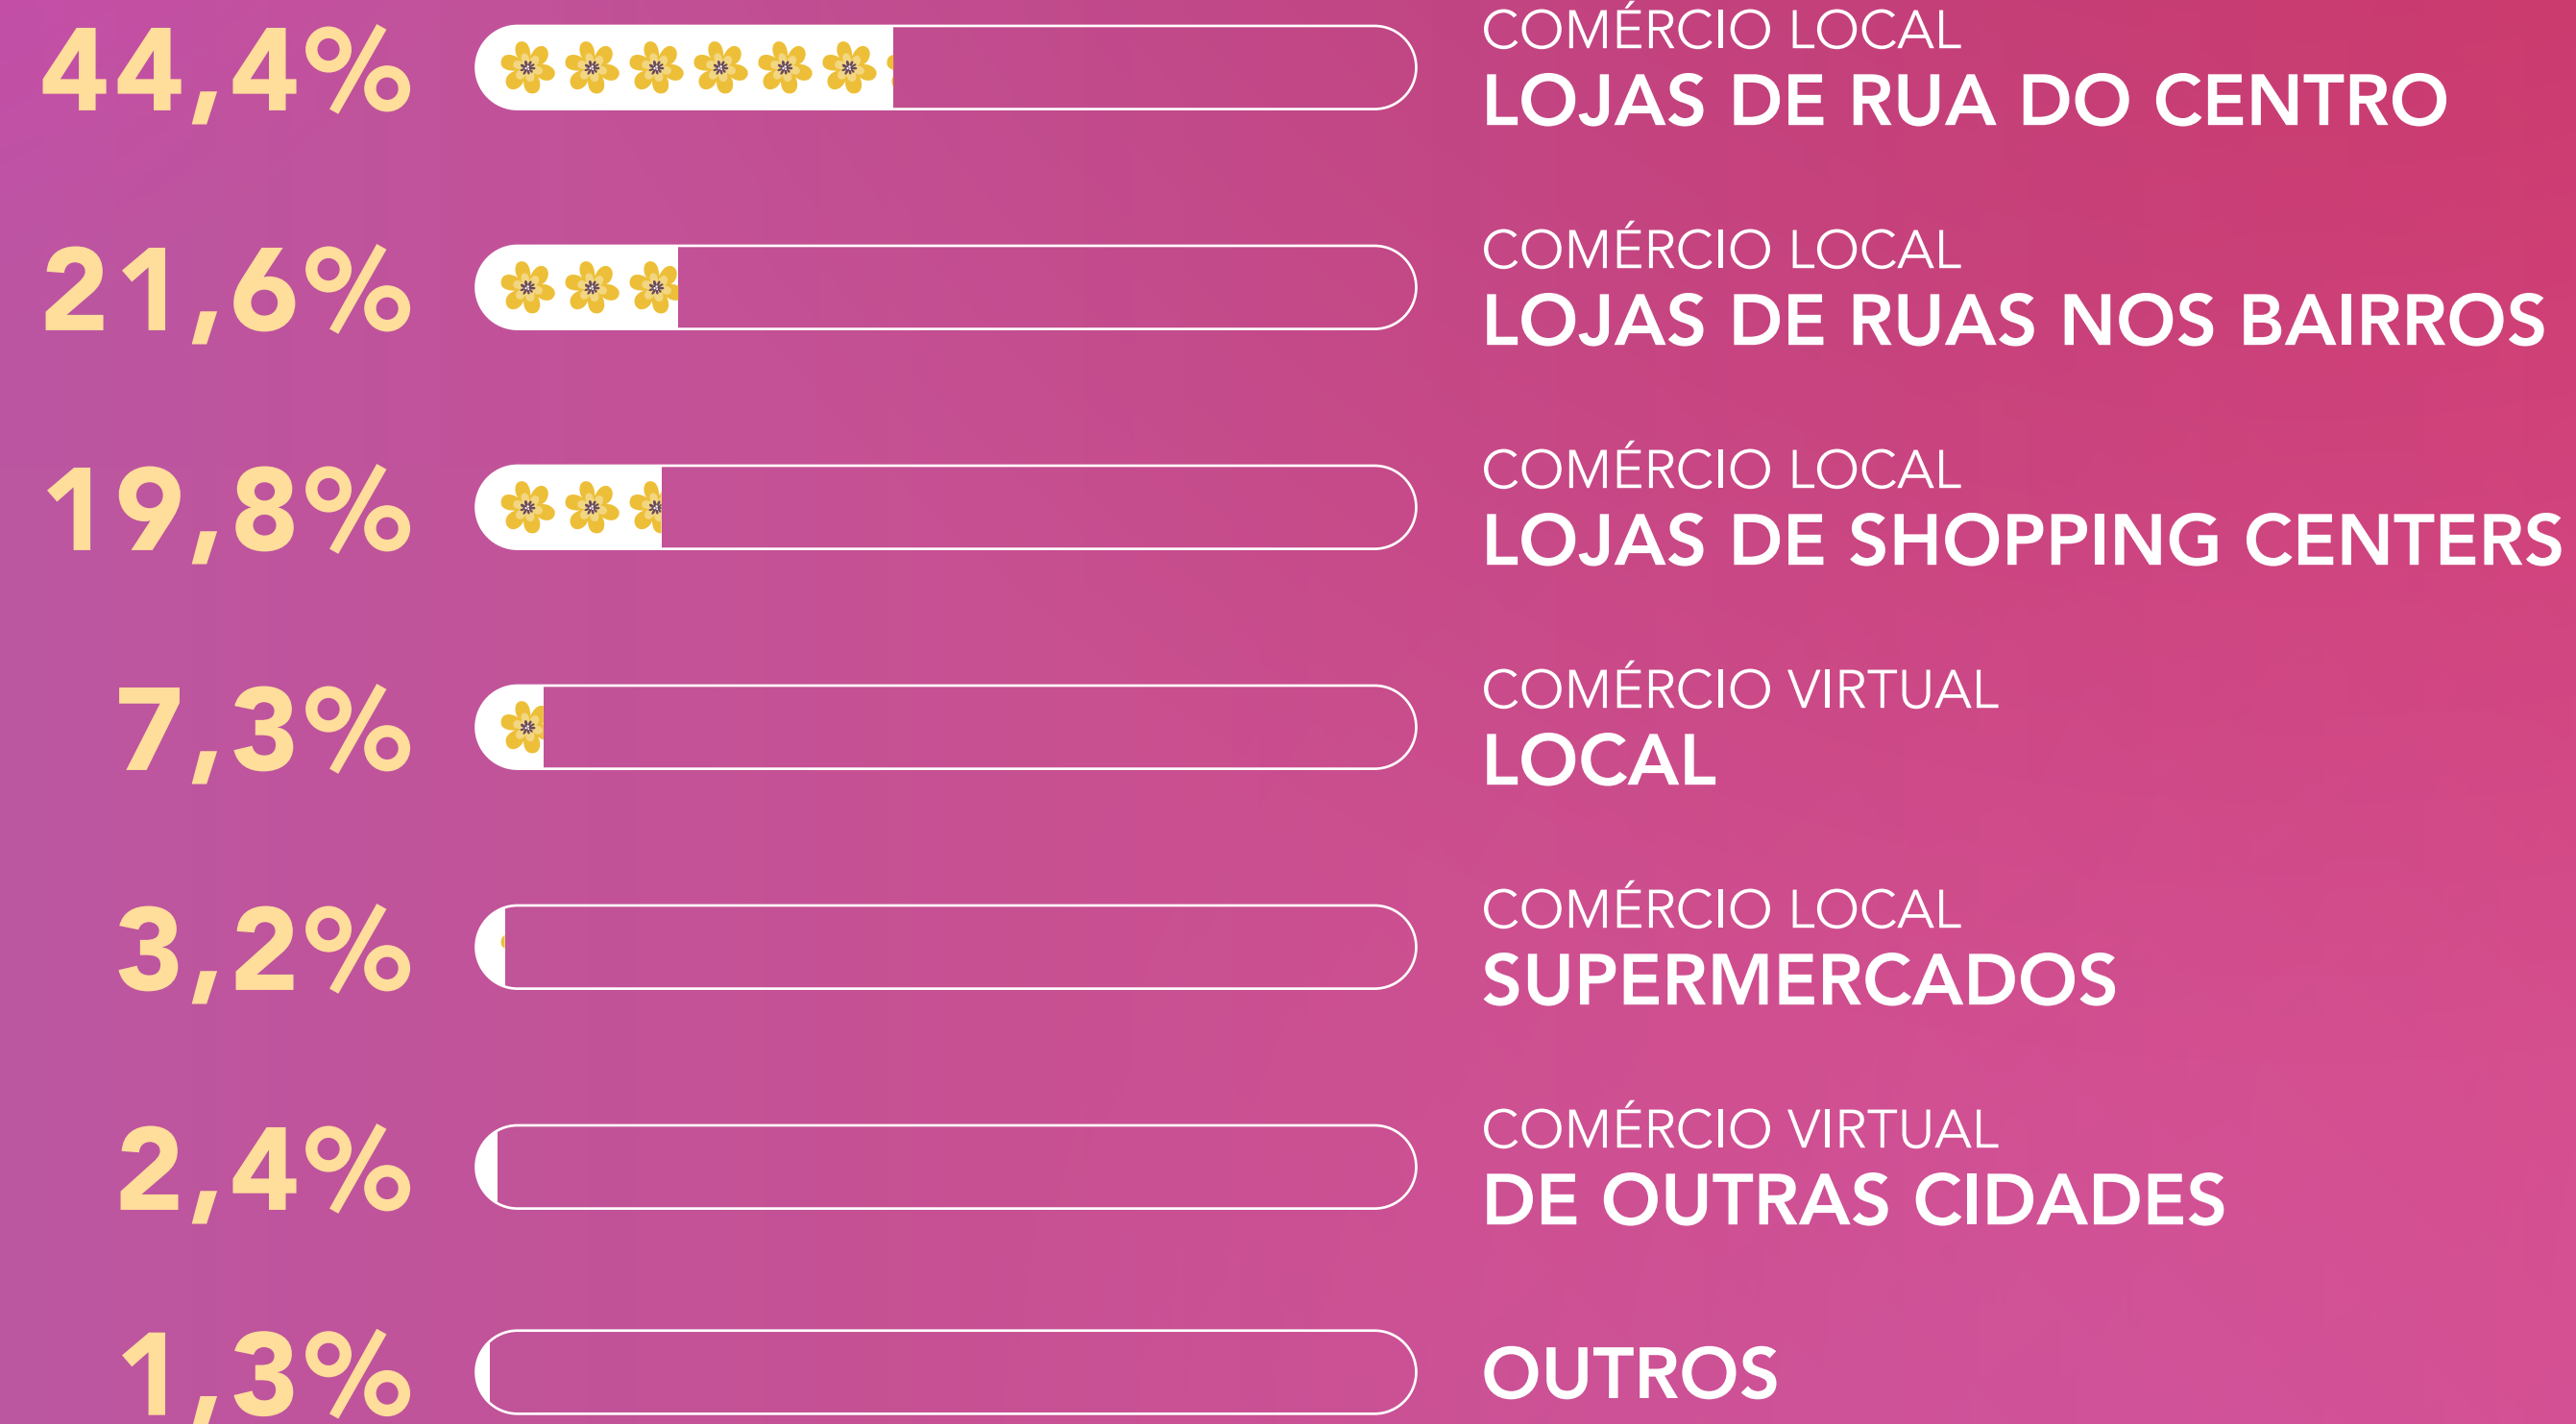 44,4%
COMÉRCIO LOCAL
LOJAS DE RUA DO CENTRO
21,6%
COMÉRCIO LOCAL
LOJAS DE RUAS NOS BAIRROS
19,8%
COMÉRCIO LOCAL
LOJAS DE SHOPPING CENTERS
7,3%
COMÉRCIO VIRTUAL
LOCAL
3,2%
COMÉRCIO LOCAL
SUPERMERCADOS
2,4%
COMÉRCIO VIRTUAL
DE OUTRAS CIDADES
1,3%
OUTROS